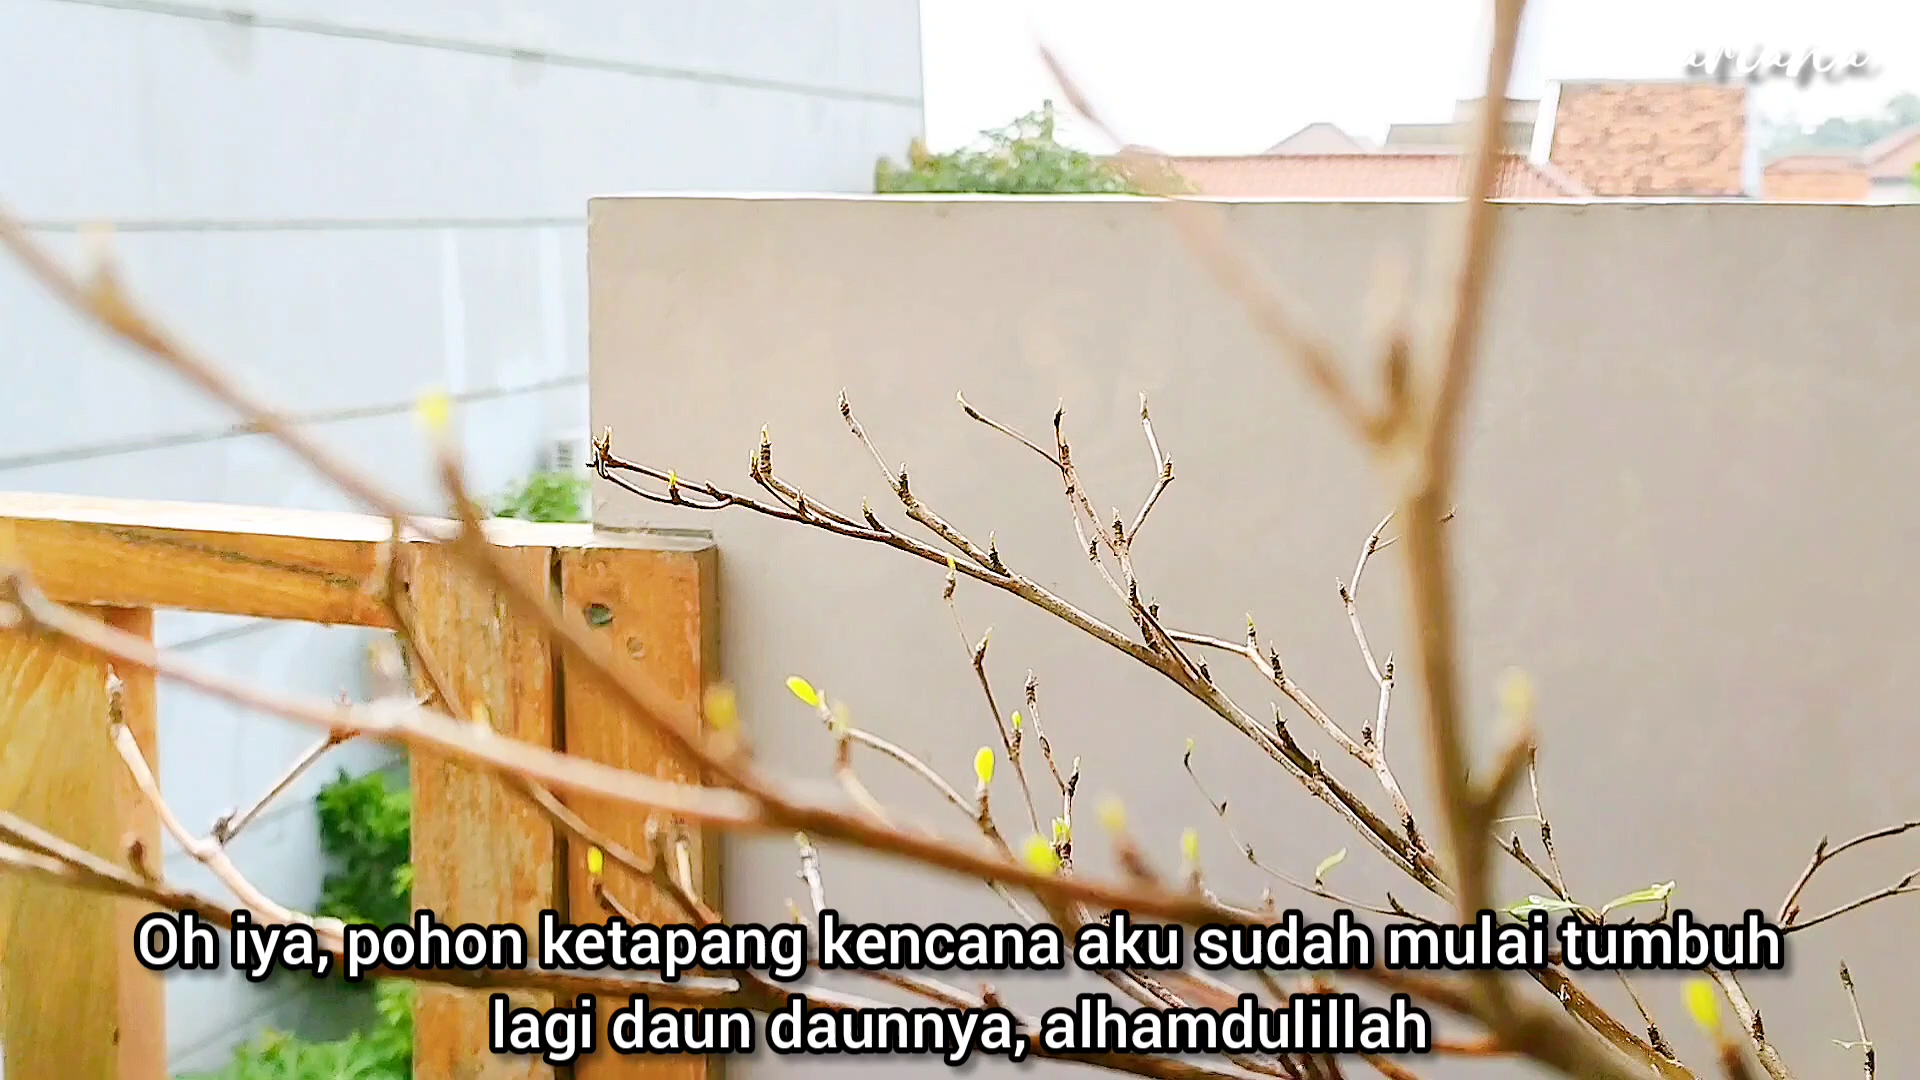 Oh iya, pohon ketapang kencana aku sudah mulai tumbuh
lagi daun daunnya, alhamdulillah